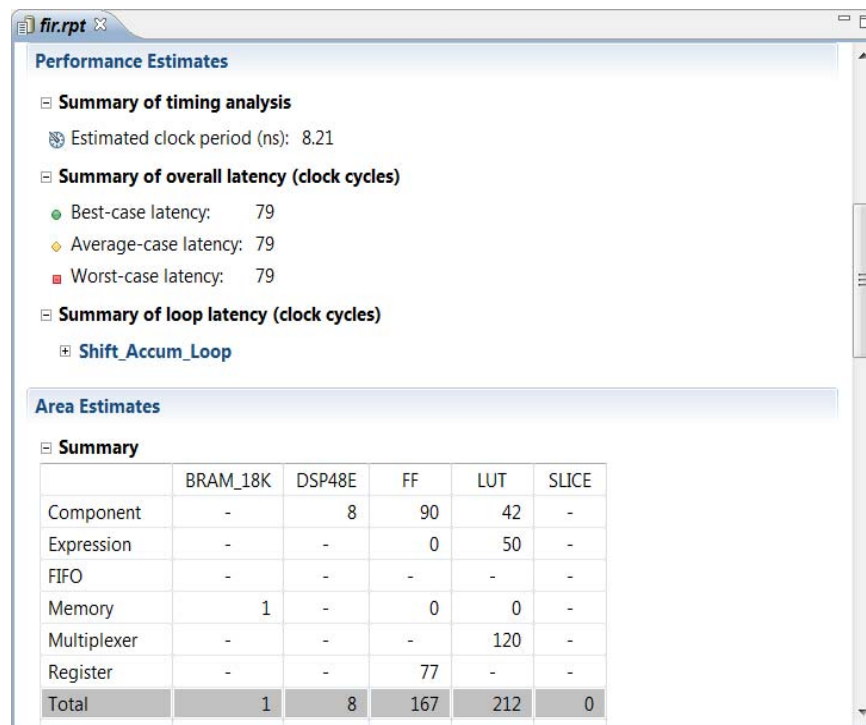 fir.rpt
Performance Estimates
Summary of timing analysis
Estimated clock period (ns): 8.21
Summary of overall latency (clock cycles)
Best-case latency: 79
Average-case latency: 79
Worst-case latency: 79
Summary of loop latency (clock cycles)
Shift_Accum_Loop
Area Estimates
Summary
BRAM_18K DSP48E FF LUT SLICE
Component - 8 90 42 -
Expression - - 0 50 -
FIFO - - - - -
Memory 1 - 0 0 -
Multiplexer - - - 120 -
Register - - 77 - -
Total 1 8 167 212 0